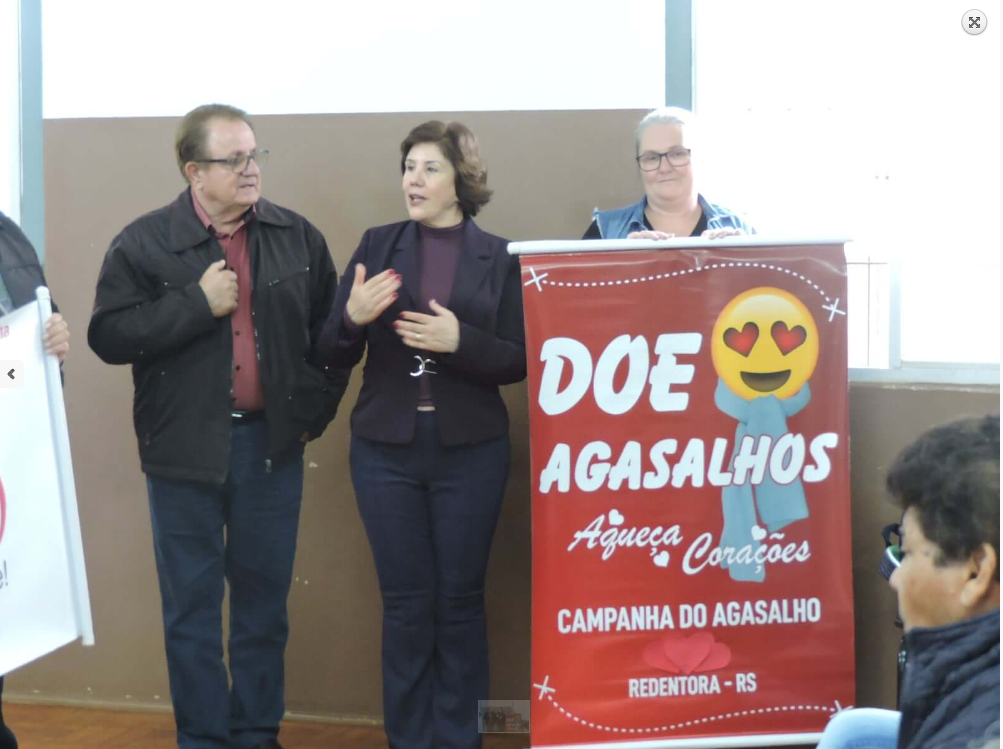 DOE
AGASALHOS
Aqueça
Corações
CAMPANHA DO AGASALHO
REDENTORA - RS